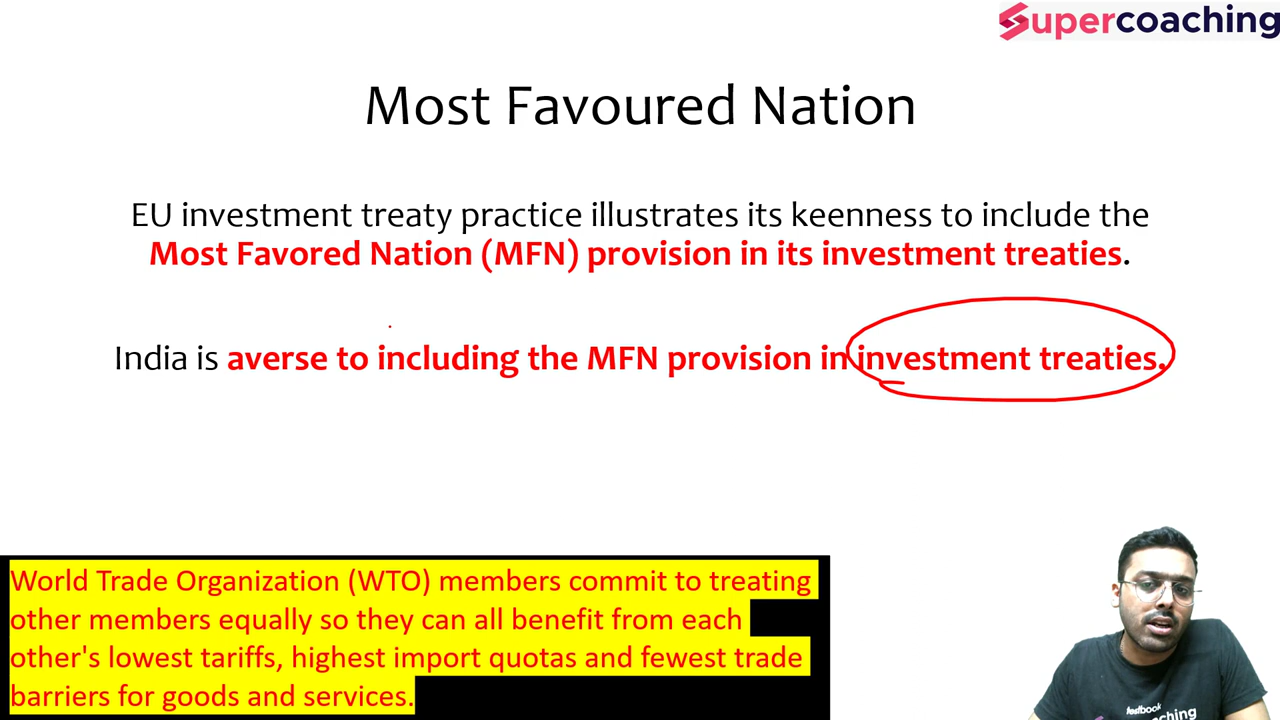 Supercoaching
Most Favoured Nation
EU investment treaty practice illustrates its keenness to include the
Most Favored Nation (MFN) provision in its investment treaties.
India is averse to including the MFN provision in investment treaties.
World Trade Organization (WTO) members commit to treating
other members equally so they can all benefit from each
other's lowest tariffs, highest import quotas and fewest trade
barriers for goods and services.
testbook